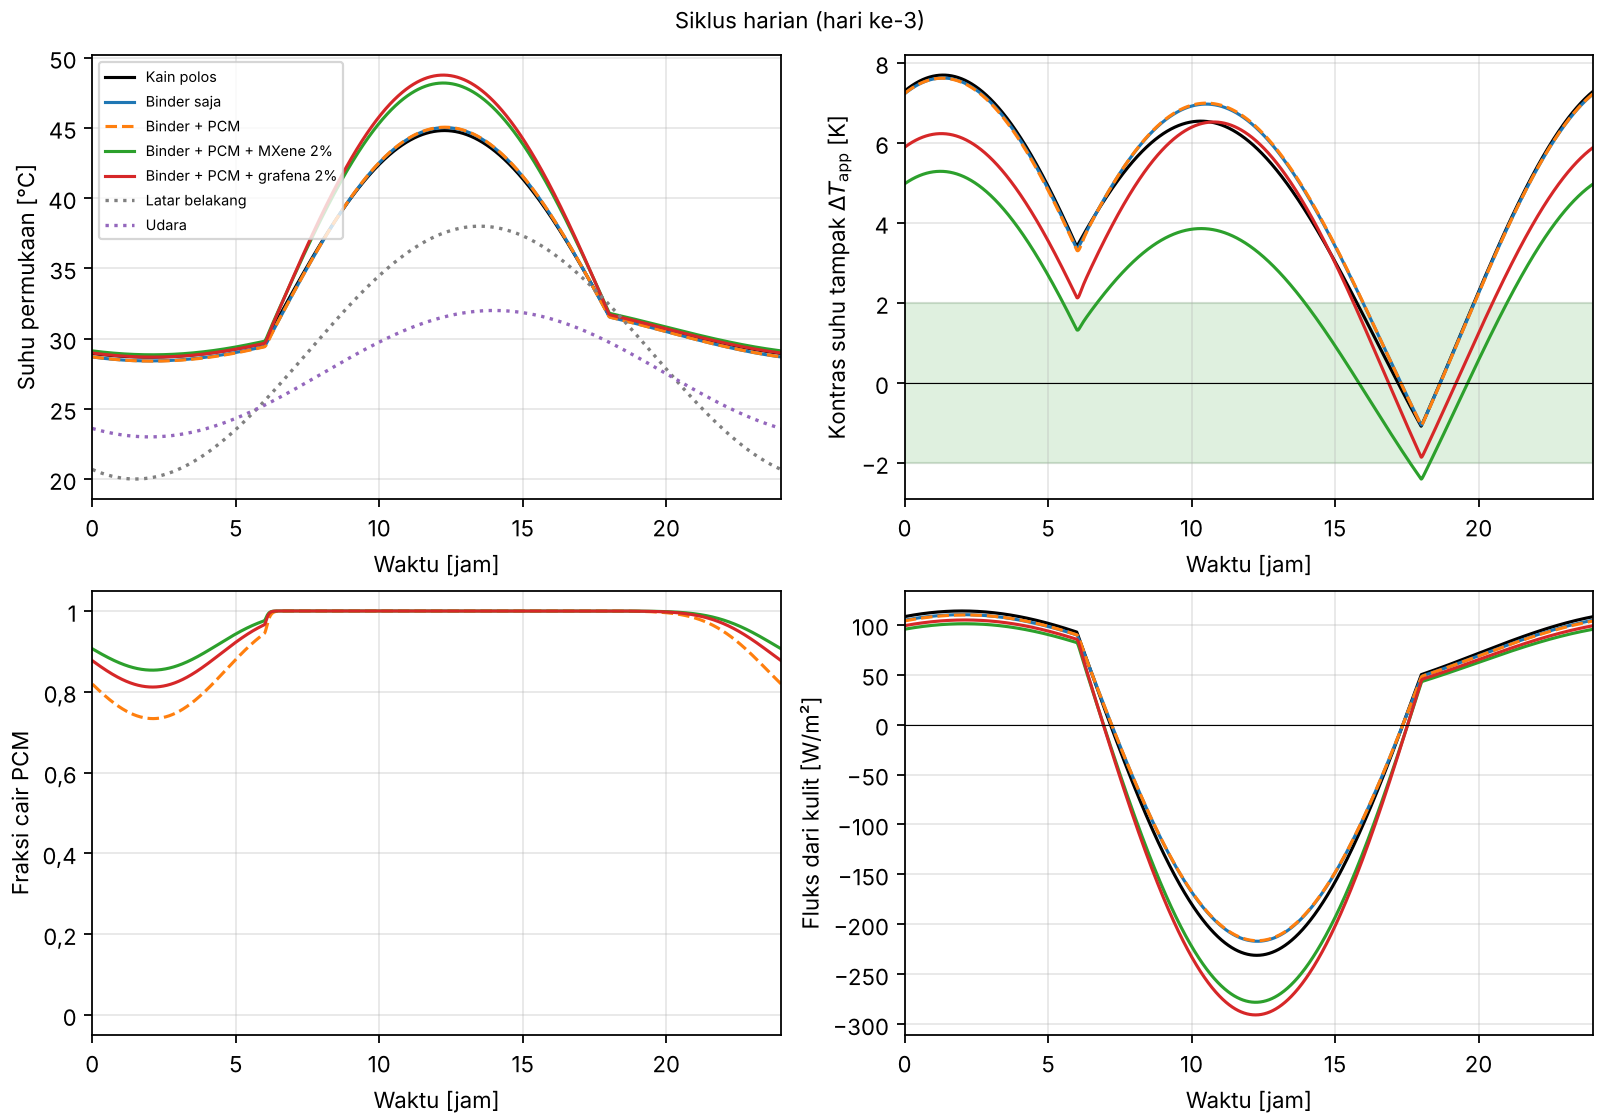 Siklus harian (hari ke-3)
50
45
40
35
30
25
20
Suhu permukaan [°C]
Kain polos
Binder saja
Binder + PCM
Binder + PCM + MXene 2%
Binder + PCM + grafena 2%
Latar belakang
Udara
0 5 10 15 20
Waktu [jam]
8
6
4
2
0
−2
Kontras suhu tampak ΔT_app [K]
0 5 10 15 20
Waktu [jam]
1
0,8
0,6
0,4
0,2
0
Fraksi cair PCM
0 5 10 15 20
Waktu [jam]
100
50
0
−50
−100
−150
−200
−250
−300
Fluks dari kulit [W/m²]
0 5 10 15 20
Waktu [jam]